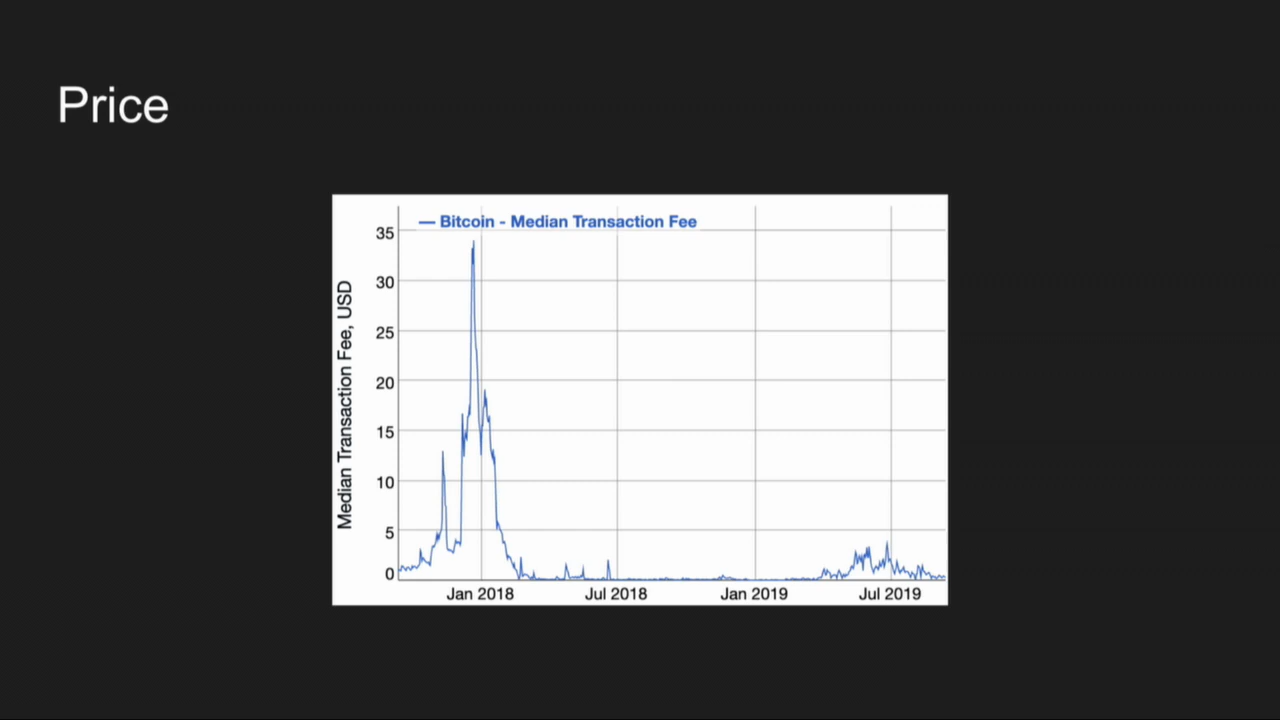 Price
— Bitcoin - Median Transaction Fee
Median Transaction Fee, USD
35
30
25
20
15
10
5
0
Jan 2018
Jul 2018
Jan 2019
Jul 2019